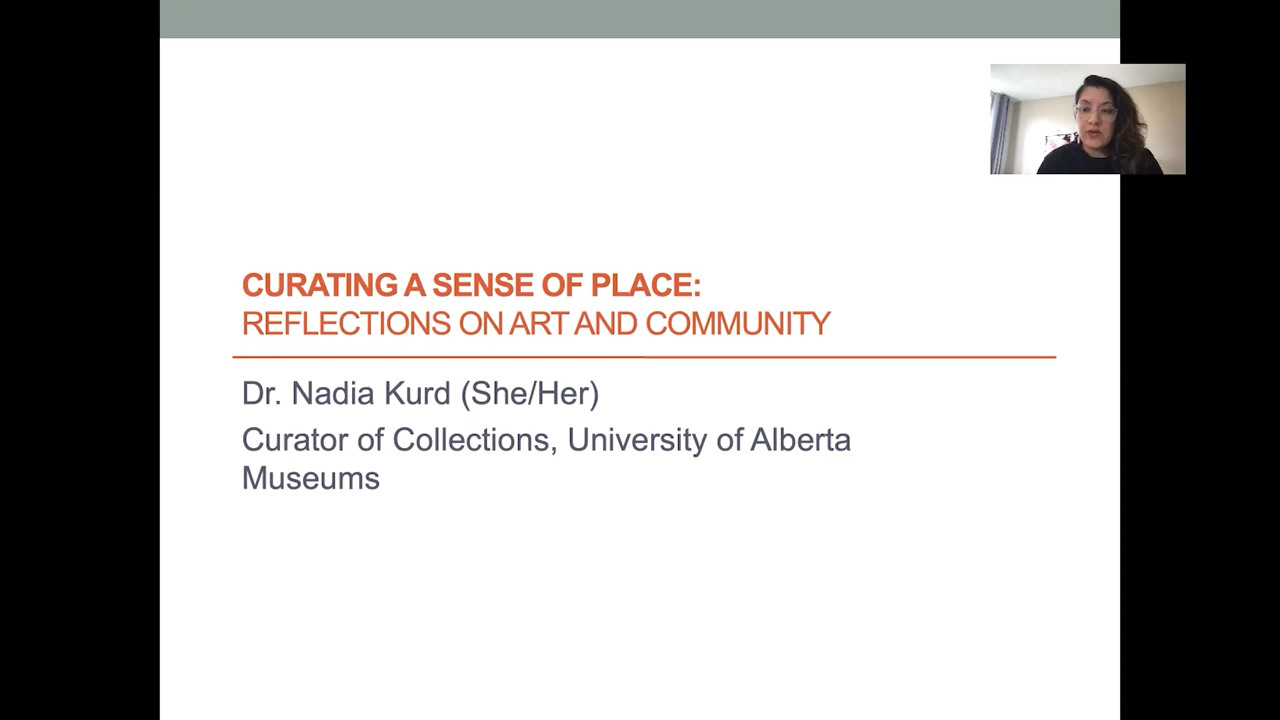 CURATING A SENSE OF PLACE:
REFLECTIONS ON ART AND COMMUNITY
Dr. Nadia Kurd (She/Her)
Curator of Collections, University of Alberta
Museums